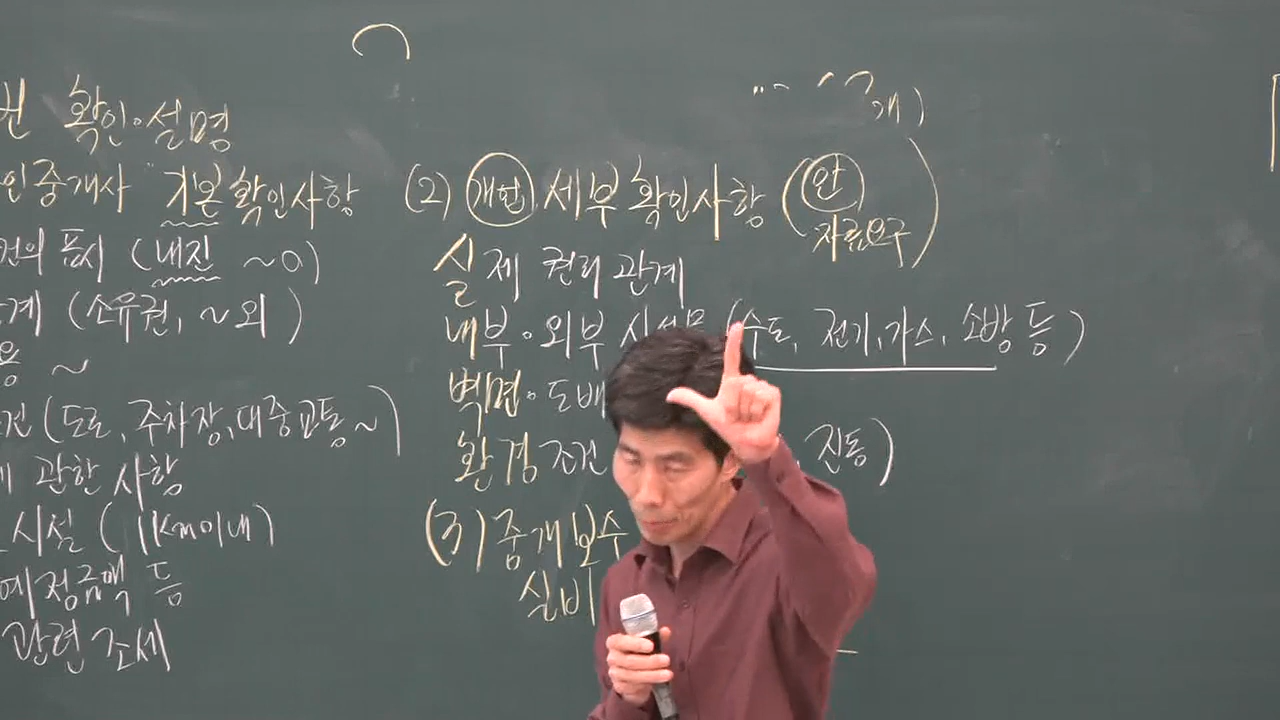 확인·설명
인중개사 기본 확인사항
건의 표시 (내진 ~ 0)
계 (소유권, ~ 외)
용 ~
건 (도로, 주차장, 대중교통 ~)
관한 사항
시설 (1Km이내)
예정금액 등
관련 조세
개)
(2) 세부 확인사항 (안 자료요구)
실제 권리관계
내부·외부 시설물 (수도, 전기, 가스, 소방 등)
벽면·도배
환경조건 , 진동)
(3) 중개보수
실비